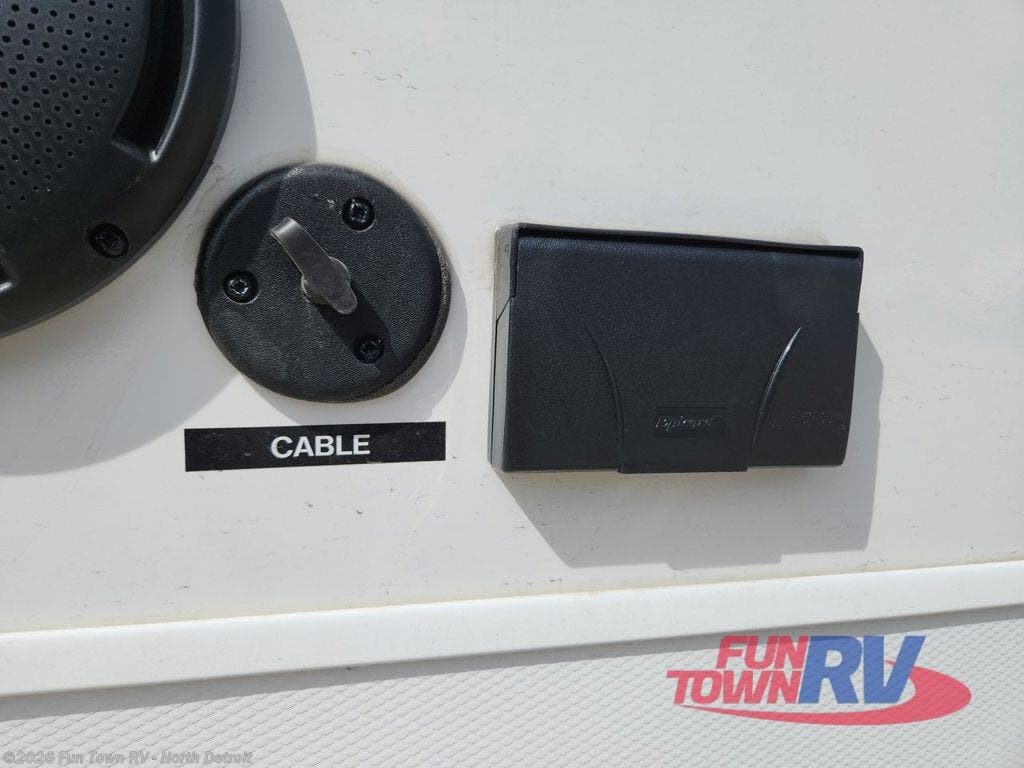 CABLE
FUN
TOWN RV
©2026 Fun Town RV - North Detroit